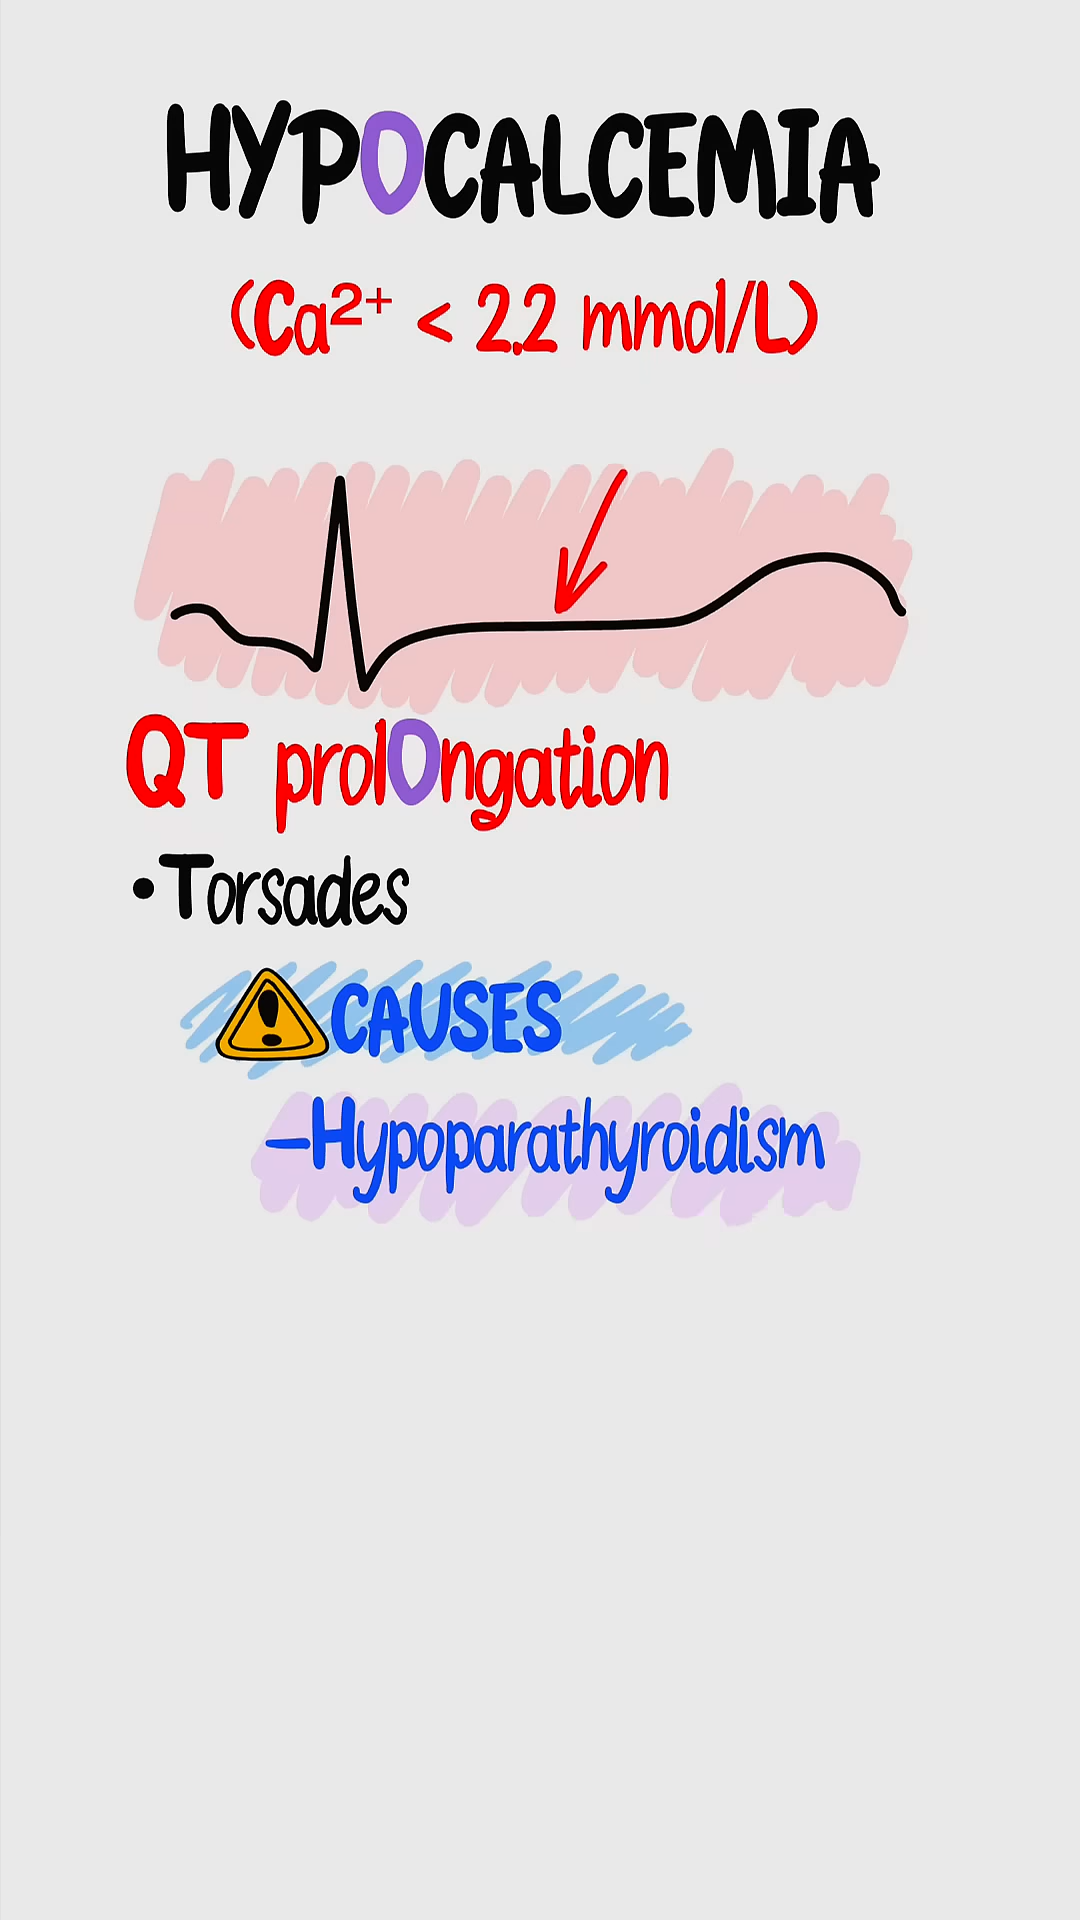 HYPOCALCEMIA
(Ca²⁺ < 2.2 mmol/L)
QT prolOngation
•Torsades
CAUSES
–Hypoparathyroidism